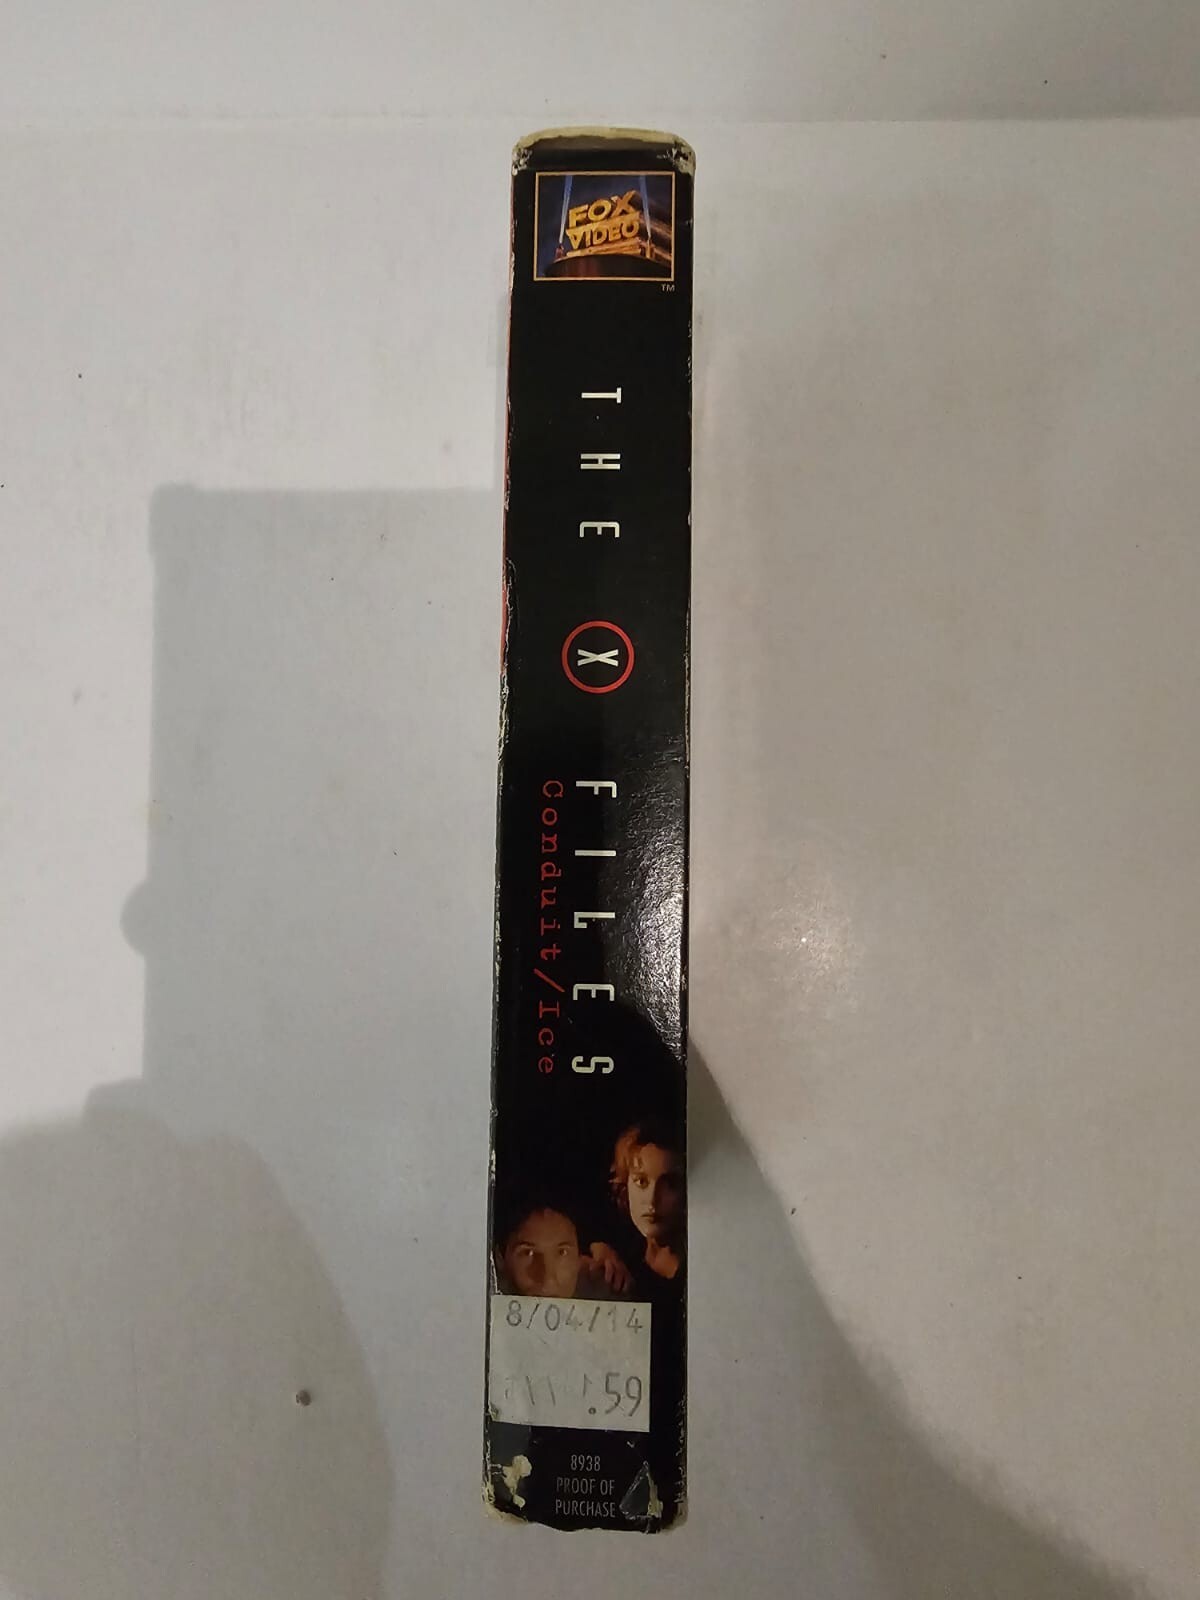 FOX
VIDEO
TM
THE X FILES
Conduit/Ice
8/04/14
.59
8938
PROOF OF
PURCHASE